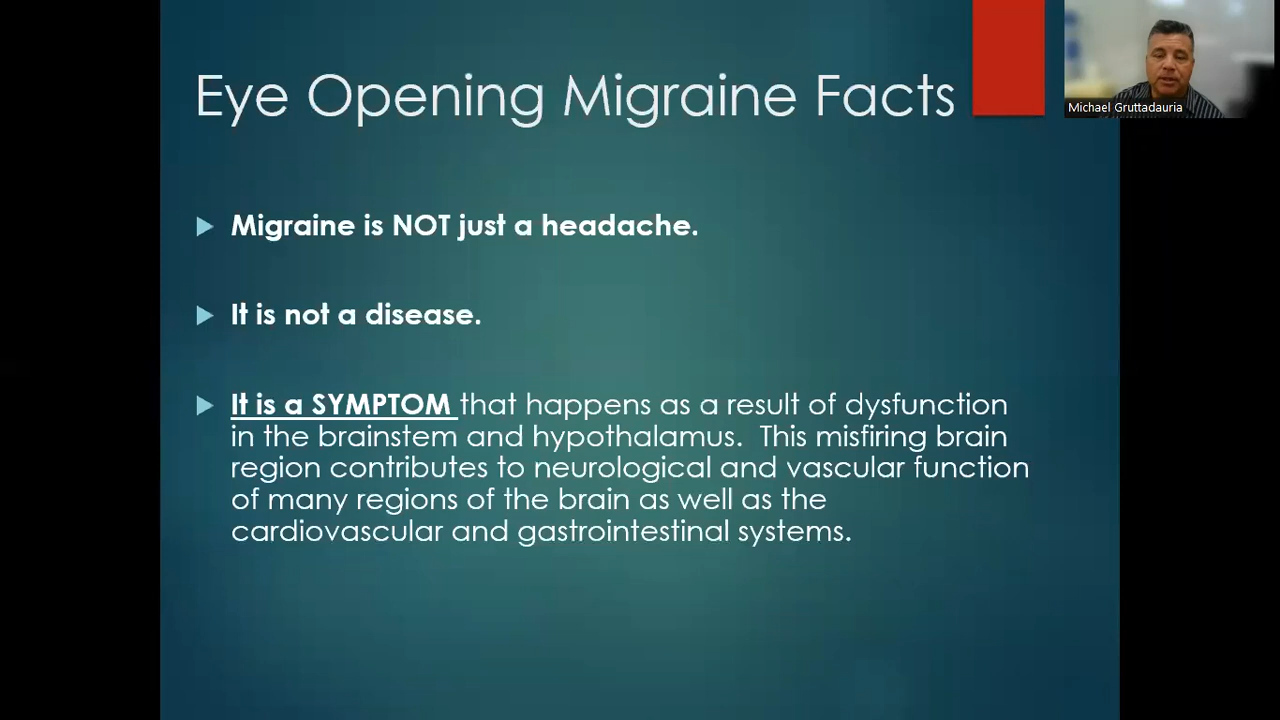 Eye Opening Migraine Facts
Michael Gruttadauria
Migraine is NOT just a headache.
It is not a disease.
It is a SYMPTOM that happens as a result of dysfunction
in the brainstem and hypothalamus. This misfiring brain
region contributes to neurological and vascular function
of many regions of the brain as well as the
cardiovascular and gastrointestinal systems.